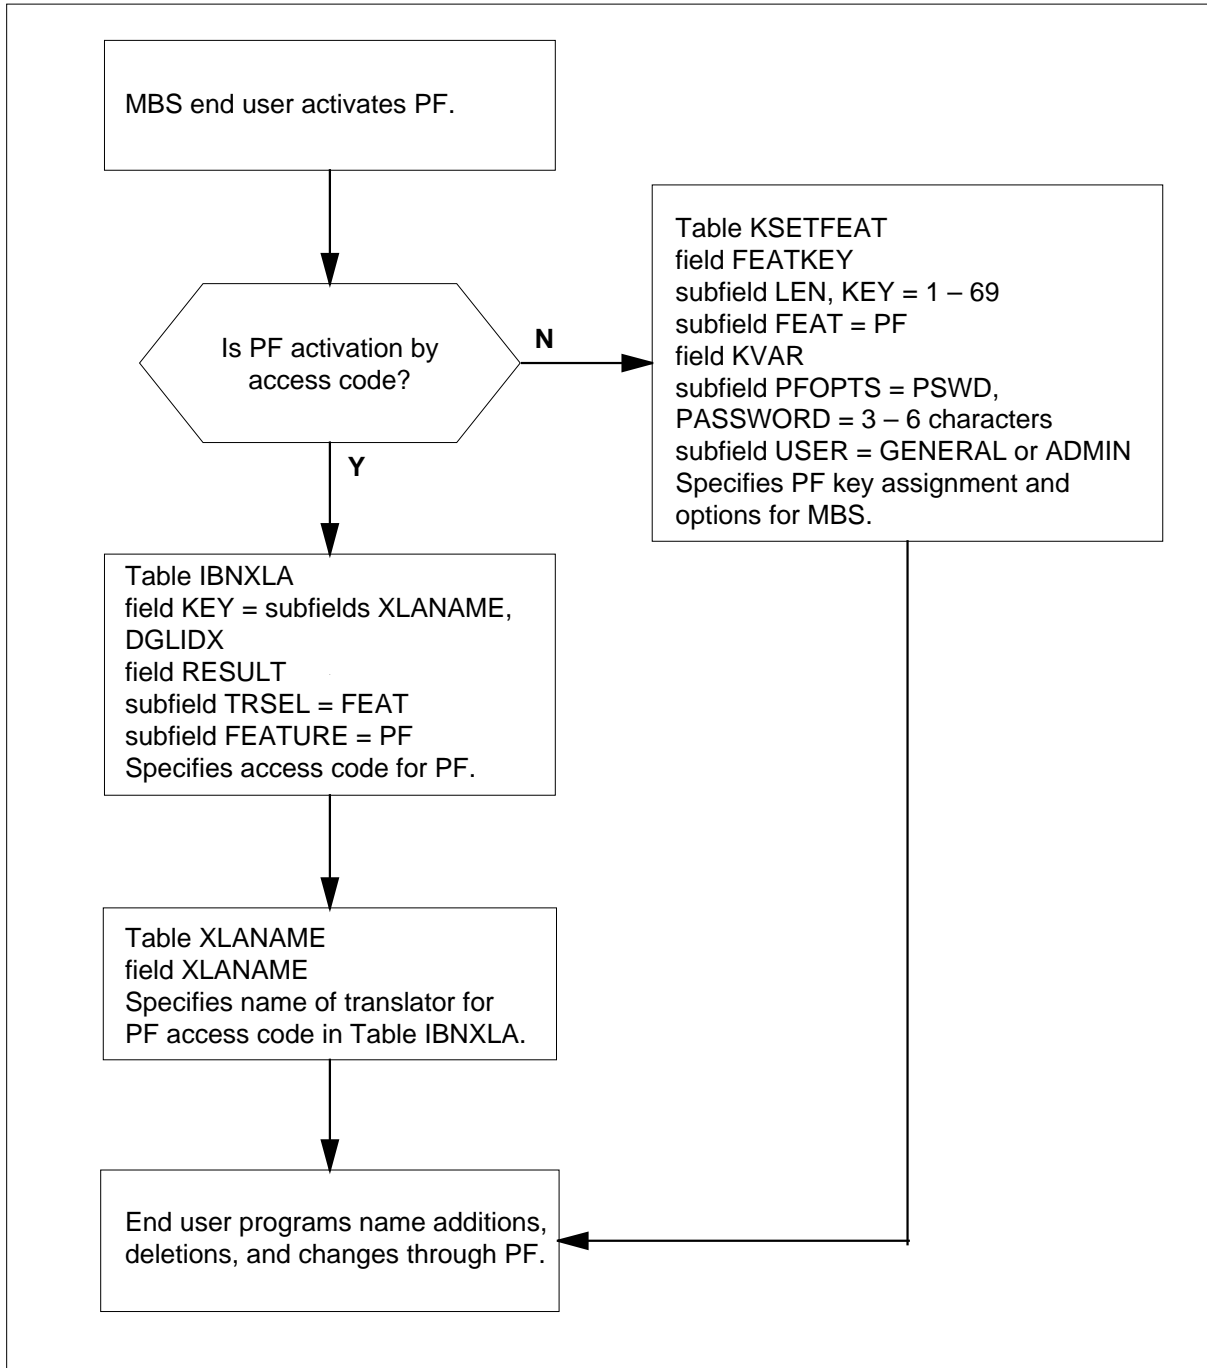 MBS end user activates PF.
Is PF activation by
access code?
N
Y
Table KSETFEAT
field FEATKEY
subfield LEN, KEY = 1 – 69
subfield FEAT = PF
field KVAR
subfield PFOPTS = PSWD,
PASSWORD = 3 – 6 characters
subfield USER = GENERAL or ADMIN
Specifies PF key assignment and
options for MBS.
Table IBNXLA
field KEY = subfields XLANAME,
DGLIDX
field RESULT
subfield TRSEL = FEAT
subfield FEATURE = PF
Specifies access code for PF.
Table XLANAME
field XLANAME
Specifies name of translator for
PF access code in Table IBNXLA.
End user programs name additions,
deletions, and changes through PF.